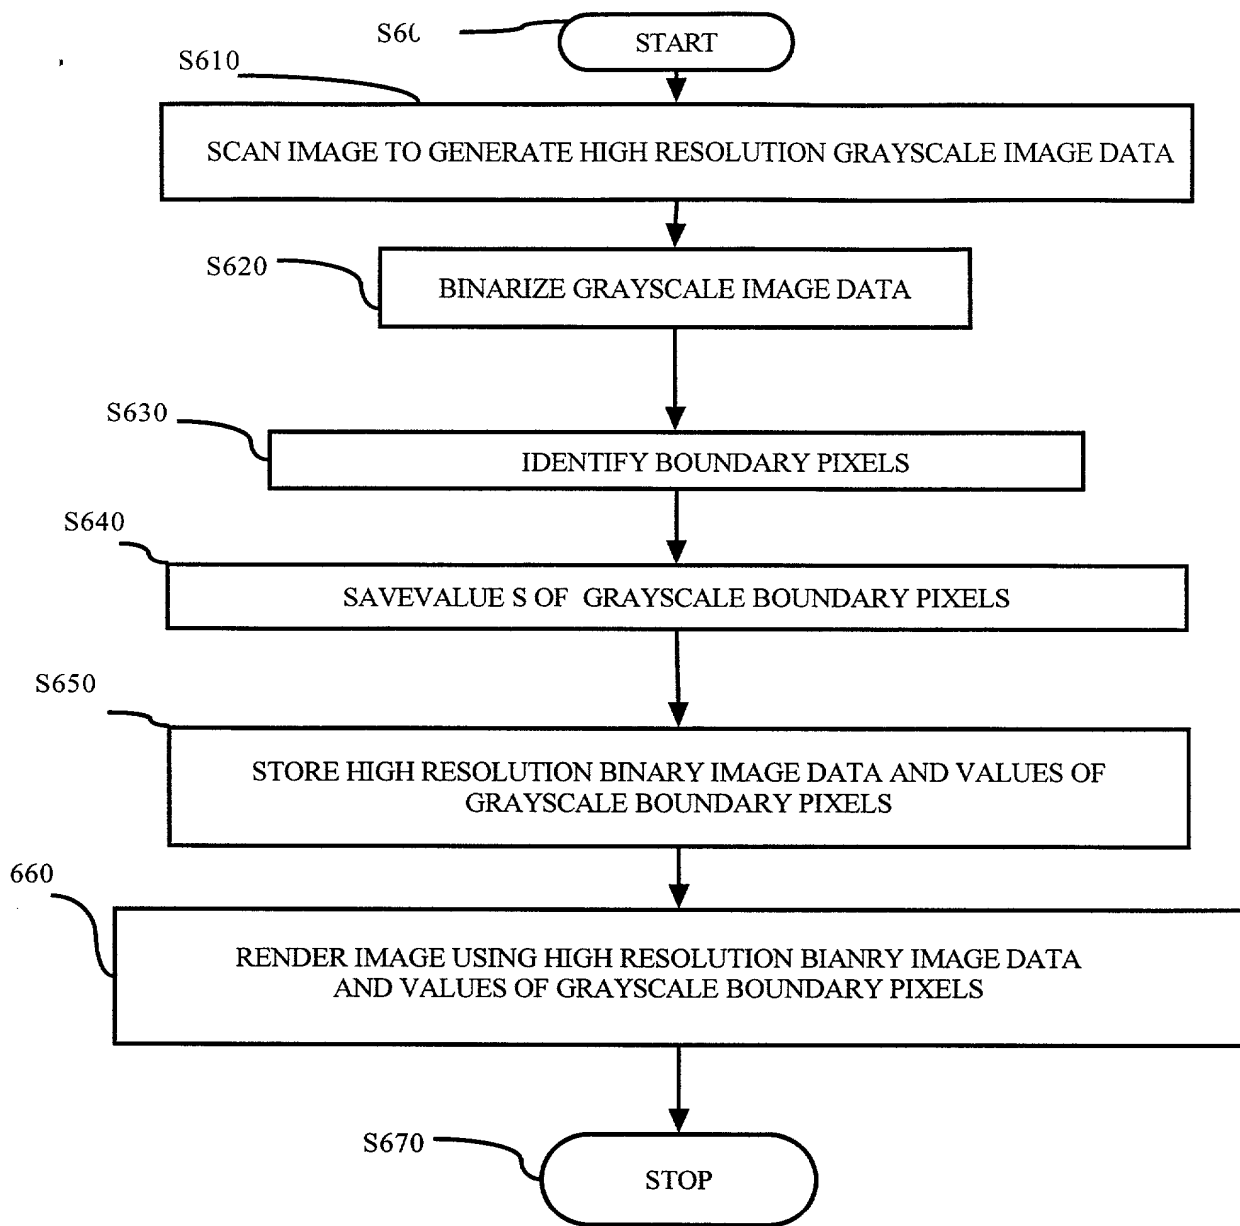 S60
START
S610
SCAN IMAGE TO GENERATE HIGH RESOLUTION GRAYSCALE IMAGE DATA
S620
BINARIZE GRAYSCALE IMAGE DATA
S630
IDENTIFY BOUNDARY PIXELS
S640
SAVEVALUE S OF GRAYSCALE BOUNDARY PIXELS
S650
STORE HIGH RESOLUTION BINARY IMAGE DATA AND VALUES OF
GRAYSCALE BOUNDARY PIXELS
660
RENDER IMAGE USING HIGH RESOLUTION BIANRY IMAGE DATA
AND VALUES OF GRAYSCALE BOUNDARY PIXELS
S670
STOP